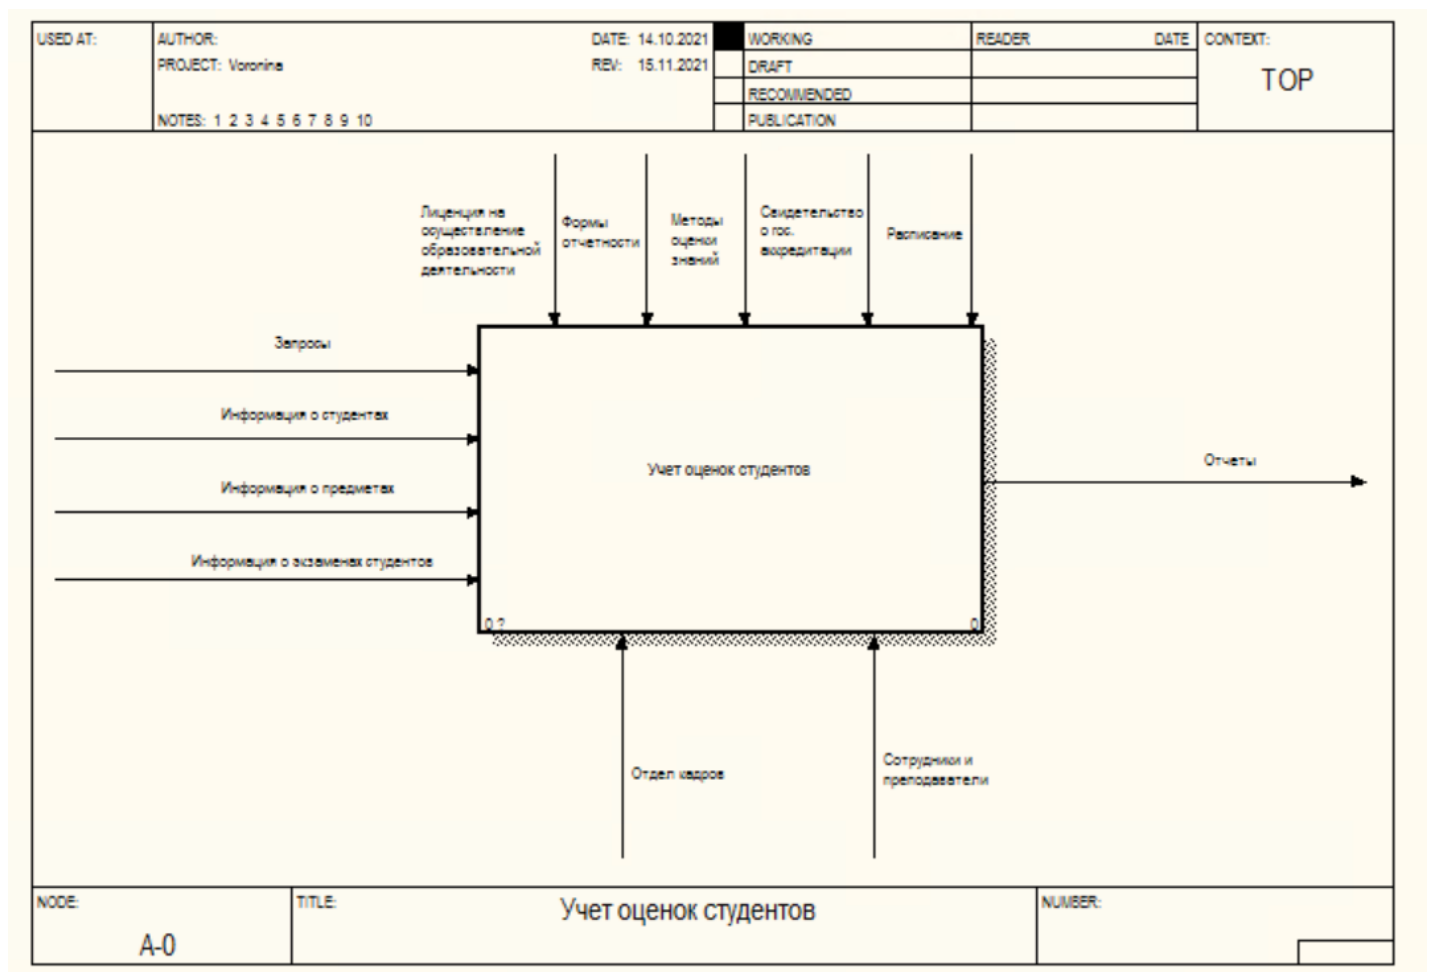 USED AT:
AUTHOR:
DATE: 14.10.2021
PROJECT: Voronina
REV: 15.11.2021
NOTES: 1 2 3 4 5 6 7 8 9 10
WORKING
DRAFT
RECOMMENDED
PUBLICATION
READER
DATE
CONTEXT:
TOP
Лицензия на
осуществление
образовательной
деятельности
Формы
отчетности
Методы
оценки
знаний
Свидетельство
о гос.
аккредитации
Расписание
Запросы
Информация о студентах
Информация о предметах
Информация о экзаменах студентов
Учет оценок студентов
0 ?
0
Отчеты
Отдел кадров
Сотрудники и
преподаватели
NODE:
A-0
TITLE:
Учет оценок студентов
NUMBER: